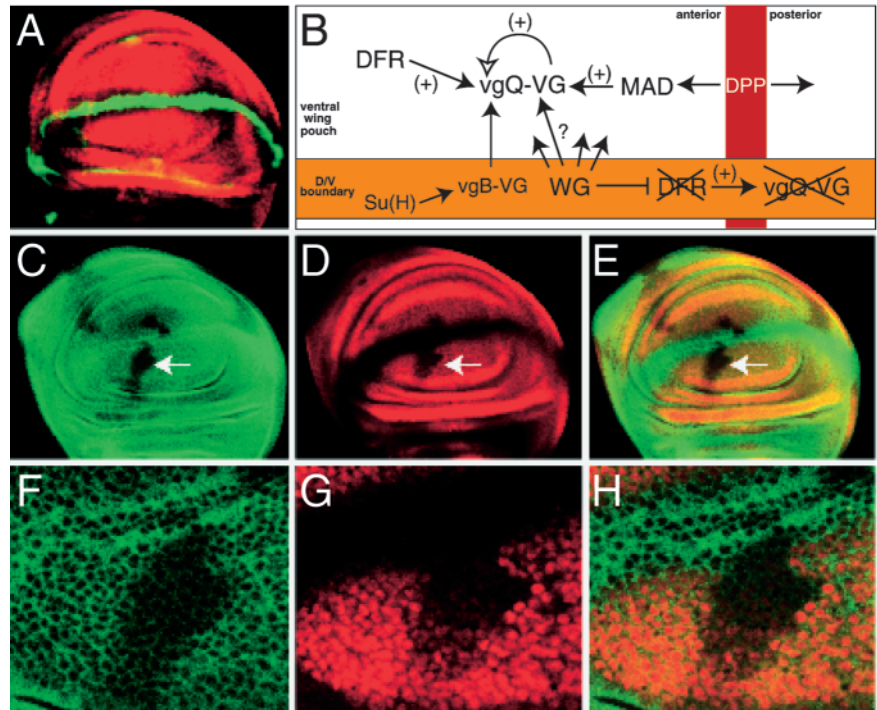 A
B
anterior
posterior
(+)
DFR
(+)
vgQ-VG
(+)
MAD
DPP
ventral
wing
pouch
?
D/V
boundary
Su(H)
vgB-VG
WG
DFR
(+)
vgQ-VG
C
D
E
F
G
H